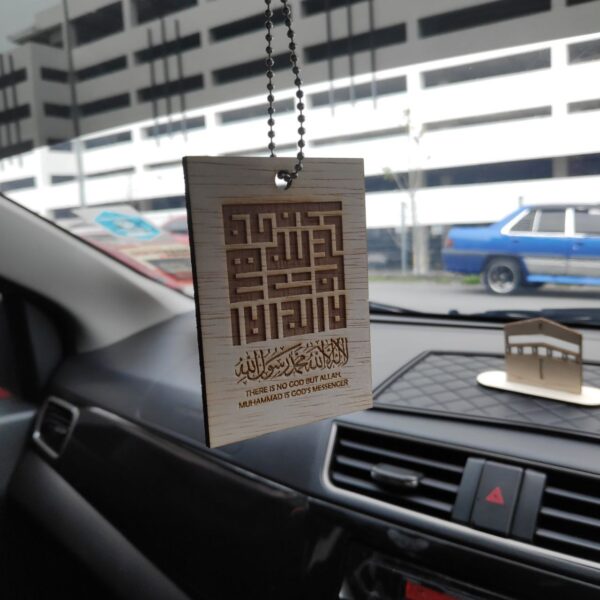 لا إله إلا الله محمد رسول الله
THERE IS NO GOD BUT ALLAH,
MUHAMMAD IS GOD'S MESSENGER